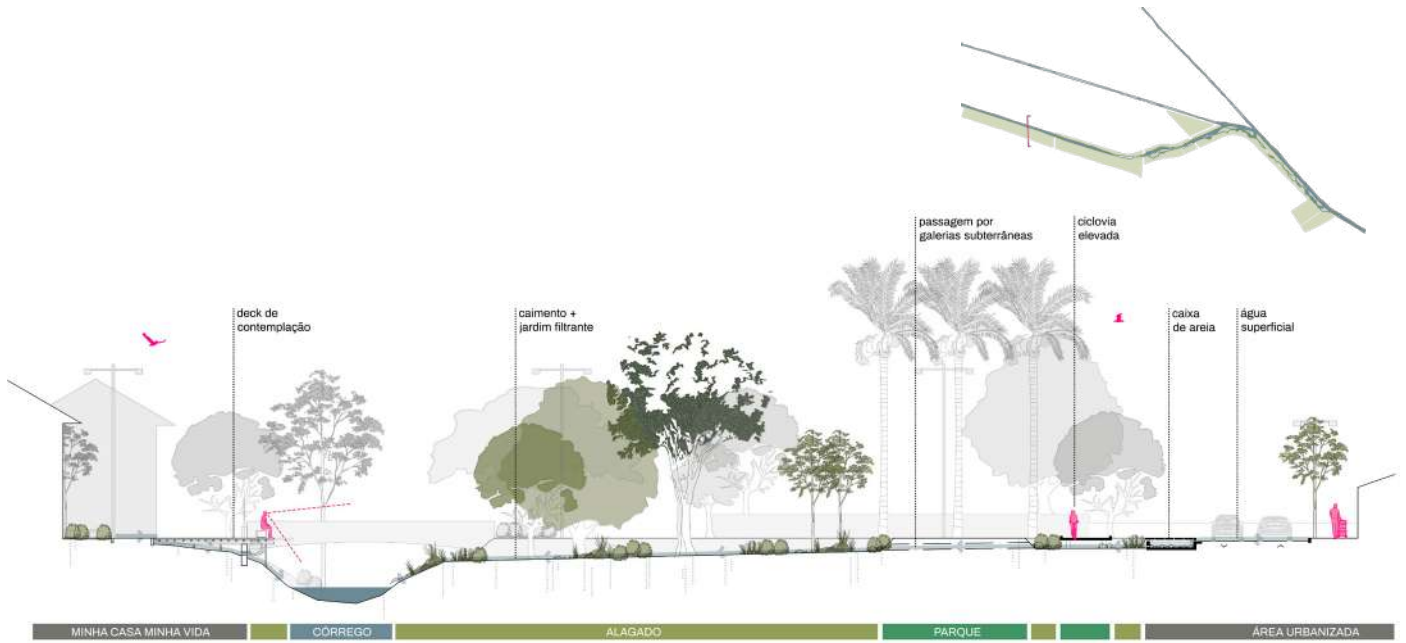 passagem por
galerias subterrâneas
ciclovia
elevada
deck de
contemplação
caimento +
jardim filtrante
caixa
de areia
água
superficial
MINHA CASA MINHA VIDA
CÓRREGO
ALAGADO
PARQUE
ÁREA URBANIZADA